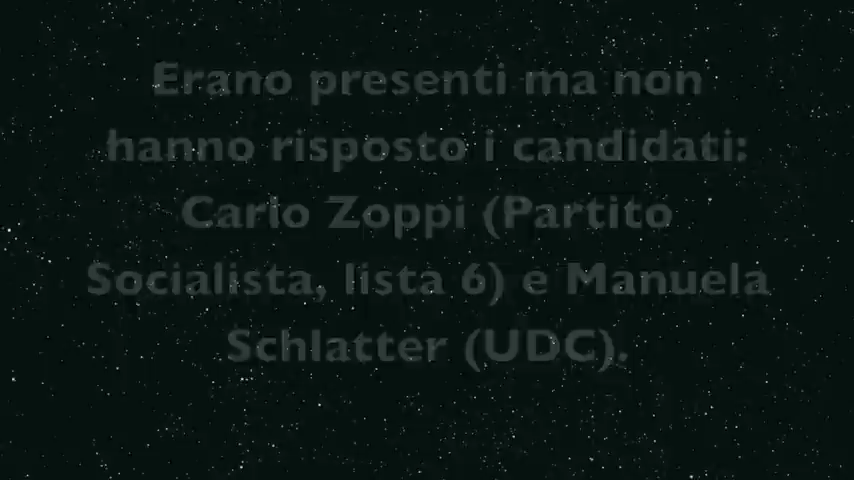 Erano presenti ma non
hanno risposto i candidati:
Carlo Zoppi (Partito
Socialista, lista 6) e Manuela
Schlatter (UDC).